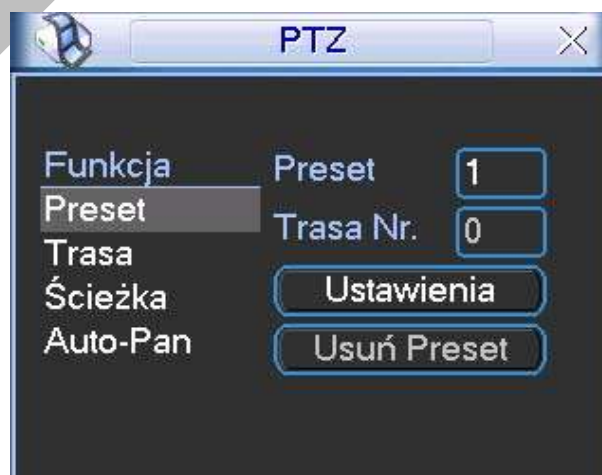 PTZ
Funkcja
Preset
Trasa
Ścieżka
Auto-Pan
Preset 1
Trasa Nr. 0
Ustawienia
Usuń Preset